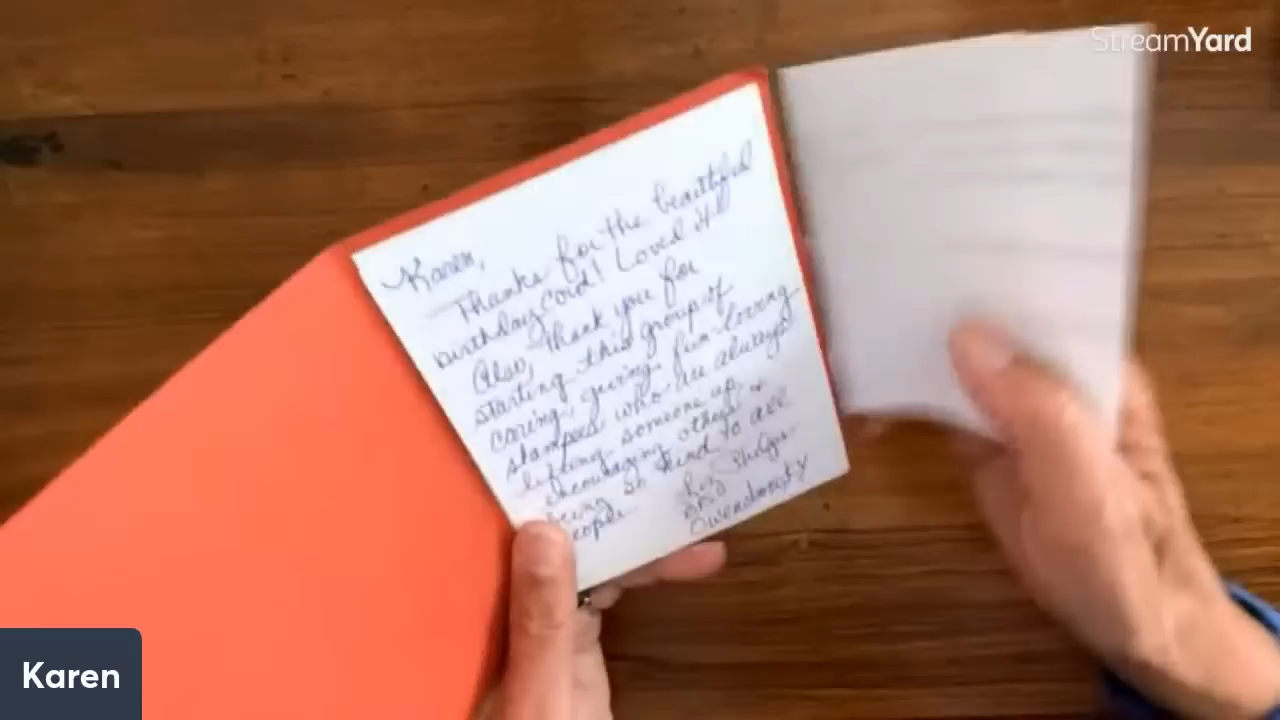 StreamYard
Karen,
Thanks for the beautiful
birthday card! Loved it!
Also, thank you for
starting this group of
caring, giving, fun loving
stampers who are always
lifting someone up,
encouraging others +
being so kind to all
people.
Owensboro, KY
Karen